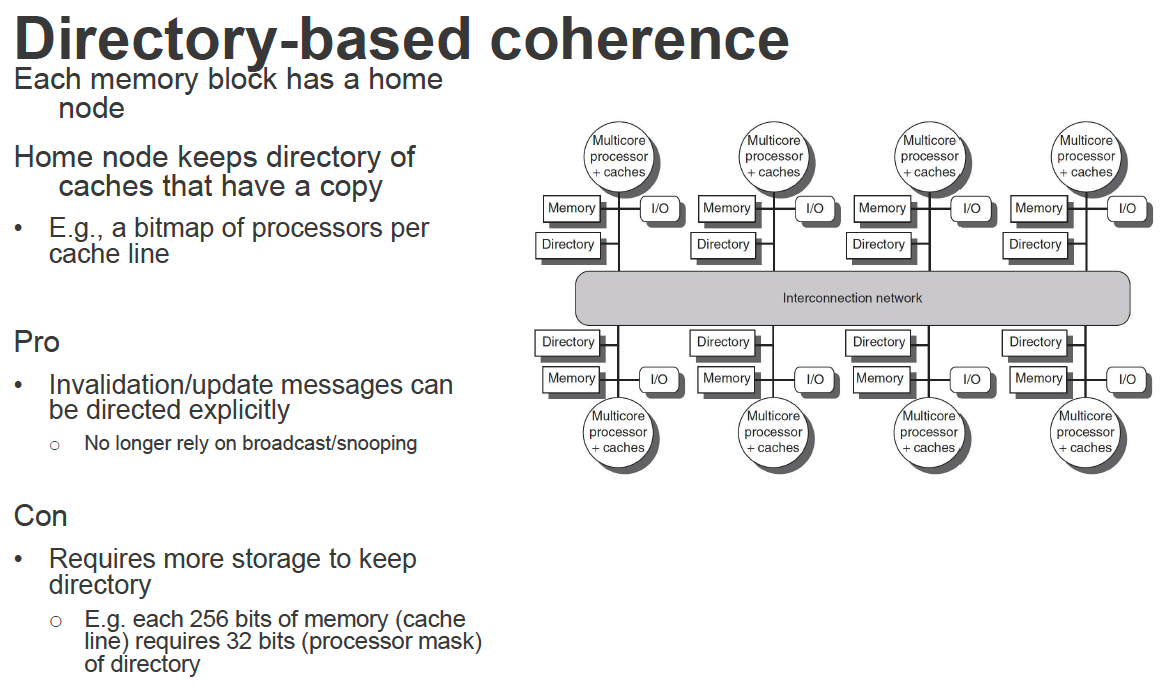 Directory-based coherence
Each memory block has a home
node
Home node keeps directory of
caches that have a copy
• E.g., a bitmap of processors per
cache line
Pro
• Invalidation/update messages can
be directed explicitly
o No longer rely on broadcast/snooping
Con
• Requires more storage to keep
directory
o E.g. each 256 bits of memory (cache
line) requires 32 bits (processor mask)
of directory
Multicore
processor
+ caches
Multicore
processor
+ caches
Multicore
processor
+ caches
Multicore
processor
+ caches
Memory I/O Memory I/O Memory I/O Memory I/O
Directory Directory Directory Directory
Interconnection network
Directory Directory Directory Directory
Memory I/O Memory I/O Memory I/O Memory I/O
Multicore
processor
+ caches
Multicore
processor
+ caches
Multicore
processor
+ caches
Multicore
processor
+ caches